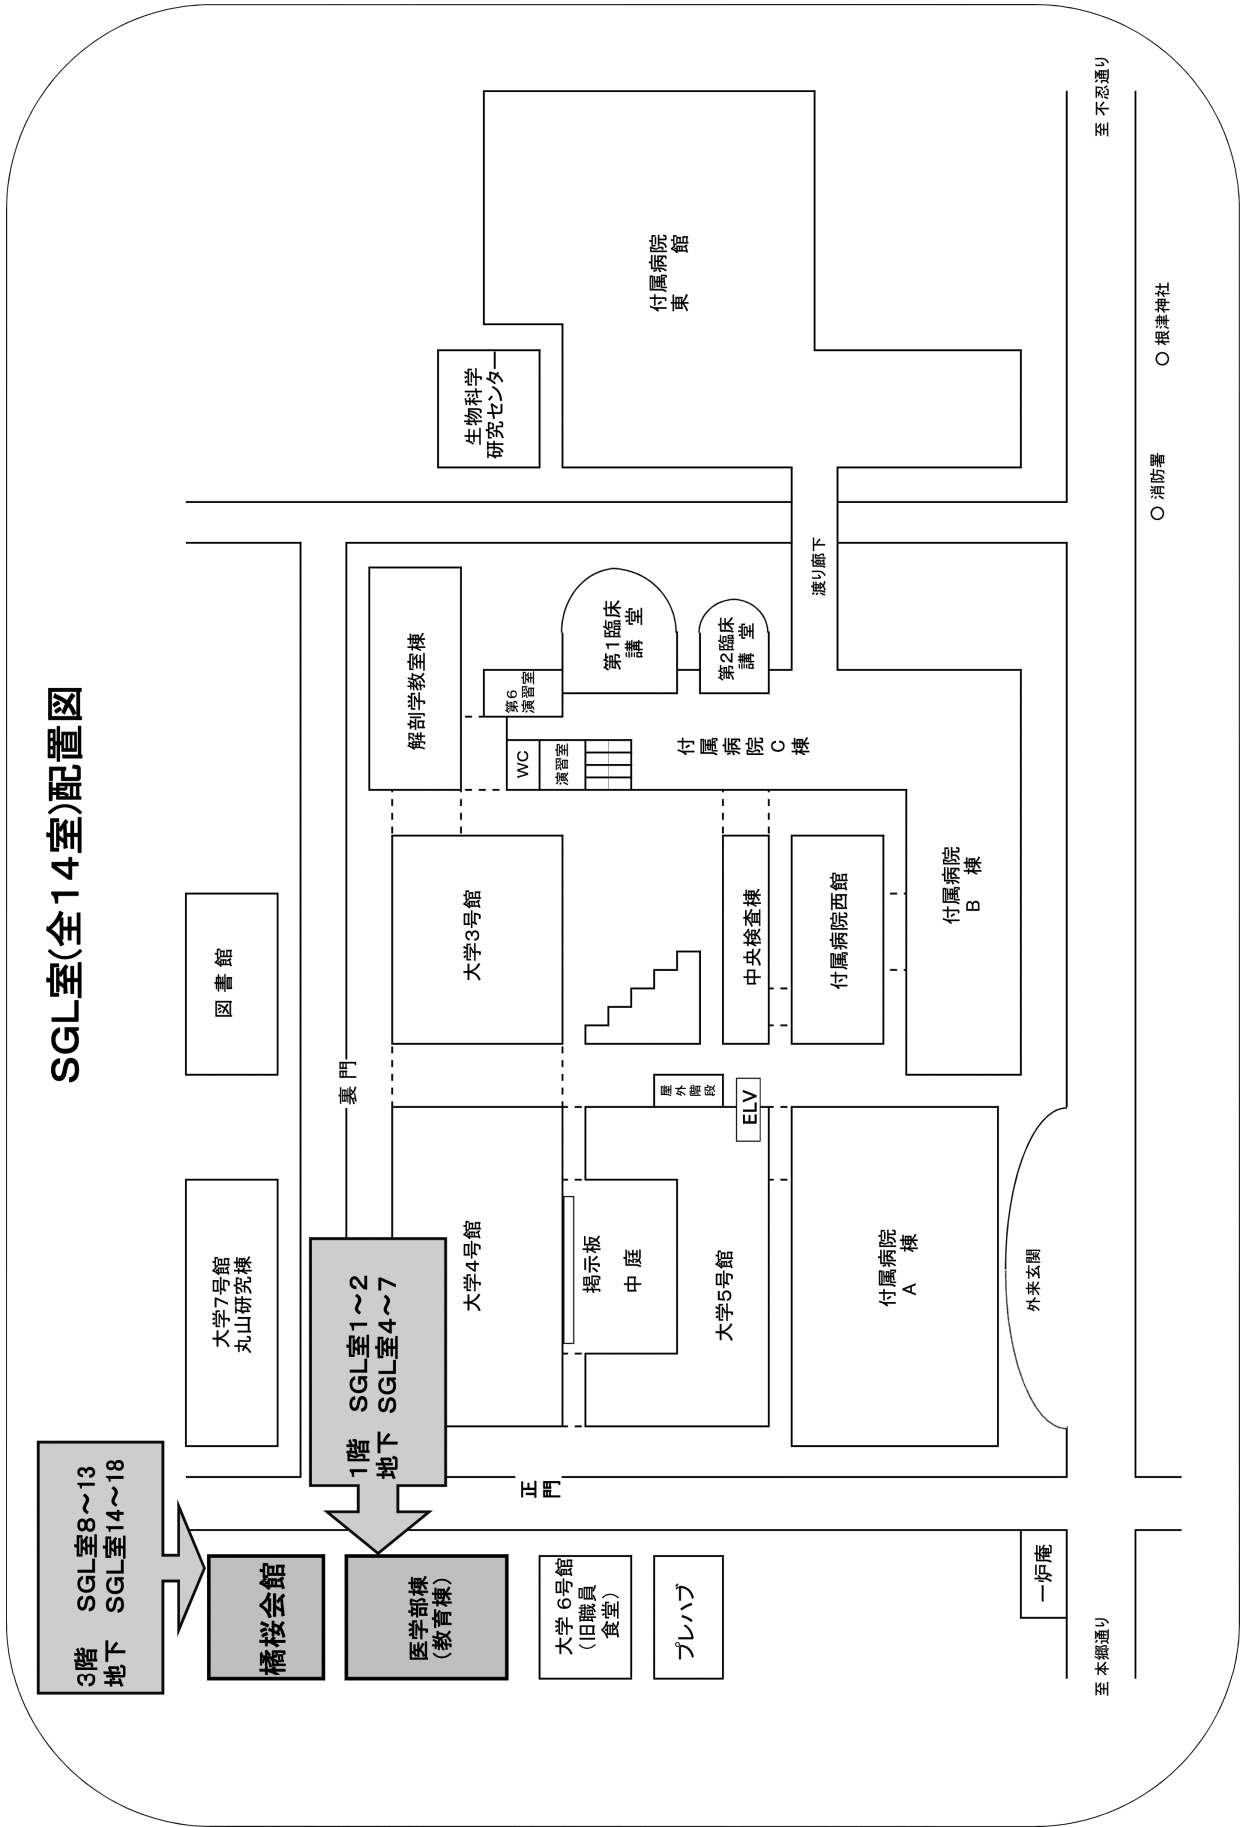 SGL室(全14室)配置図
3階 SGL室8～13
地下 SGL室14～18
橘桜会館
1階 SGL室1～2
地下 SGL室4～7
医学部棟
(教育棟)
大学 6号館
(旧職員
食堂)
プレハブ
一炉庵
至 本郷通り
大学7号館
丸山研究棟
図 書 館
裏 門
正
門
大学4号館
掲示板
中 庭
大学5号館
付属病院
A 棟
外来玄関
屋 外
階 段
ELV
大学3号館
中央検査棟
付属病院西館
付属病院
B 棟
解剖学教室棟
第6
演習室
WC
演習室
付
属
病
院
C
棟
第1臨床
講 堂
第2臨床
講 堂
渡り廊下
生物科学
研究センター
付属病院
東 館
至 不忍通り
○ 消防署
○ 根津神社